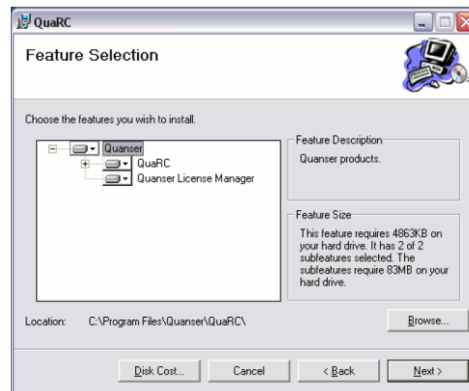 QuaRC
Feature Selection
Choose the features you wish to install.
Quanser
QuaRC
Quanser License Manager
Feature Description
Quanser products.
Feature Size
This feature requires 4863KB on
your hard drive. It has 2 of 2
subfeatures selected. The
subfeatures require 83MB on your
hard drive.
Location: C:\Program Files\Quanser\QuaRC\
Browse...
Disk Cost... Cancel < Back Next >